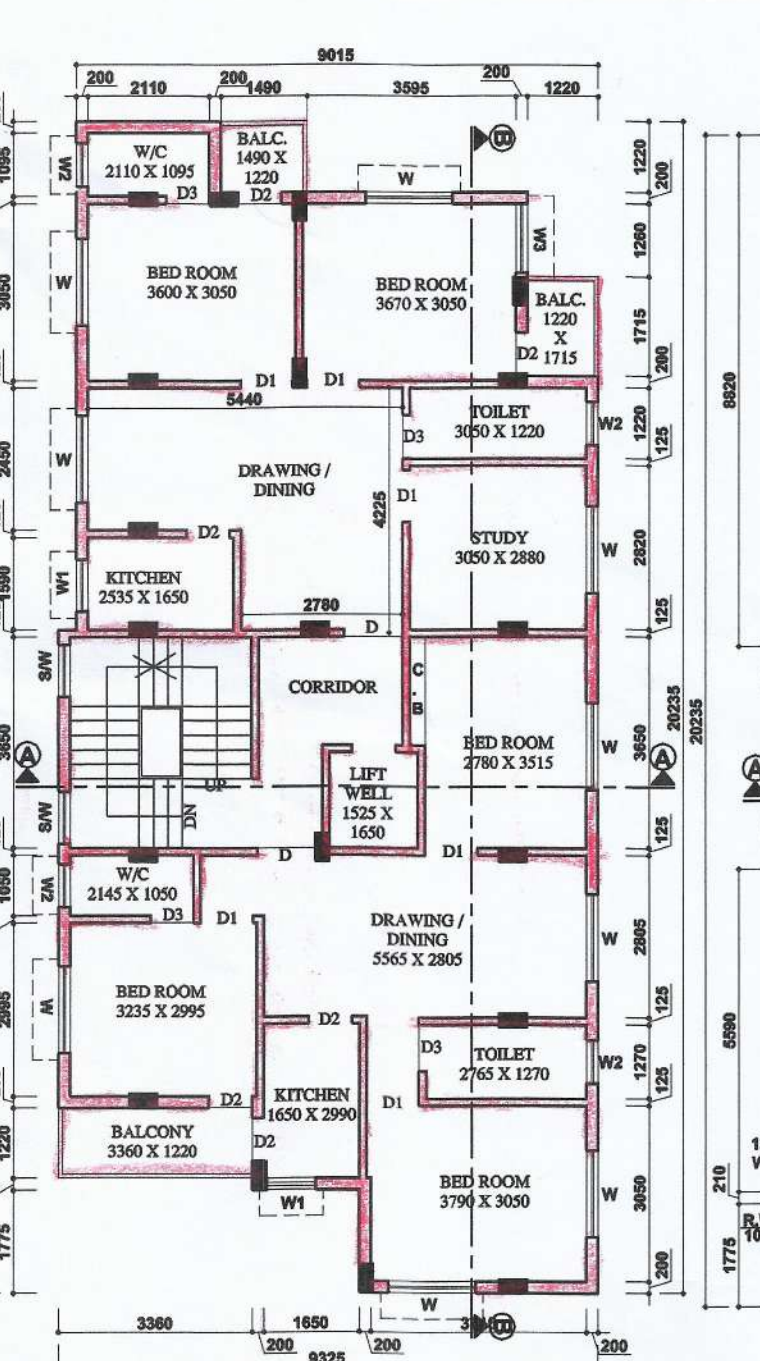 9015
200
2110
200
1490
3595
200
1220
W/C
2110 X 1095
BALC.
1490 X
1220
B
W2
1095
D3
D2
W
W3
1220
200
BED ROOM
3600 X 3050
BED ROOM
3670 X 3050
W
3050
1260
BALC.
1220
X
1715
1715
D2
D1
D1
200
5440
TOILET
3050 X 1220
W2
1220
D3
125
8820
W
2450
DRAWING /
DINING
D1
4225
STUDY
3050 X 2880
W
2820
D2
KITCHEN
2535 X 1650
W1
1590
2780
D
125
W/S
CORRIDOR
C.B
BED ROOM
2780 X 3515
W
3650
3650
20235
20235
A
A
A
LIFT
WELL
1525 X
1650
UP
DN
W/S
125
D
D1
W/C
2145 X 1050
W2
1050
D3
D1
DRAWING /
DINING
5565 X 2805
W
2805
BED ROOM
3235 X 2995
W
2995
125
D2
D3
TOILET
2765 X 1270
W2
1270
6590
KITCHEN
1650 X 2990
D2
D1
125
BALCONY
3360 X 1220
1220
D2
BED ROOM
3790 X 3050
W
3050
210
W1
1775
1775
200
W
B
3360
1650
200
200
200
9325